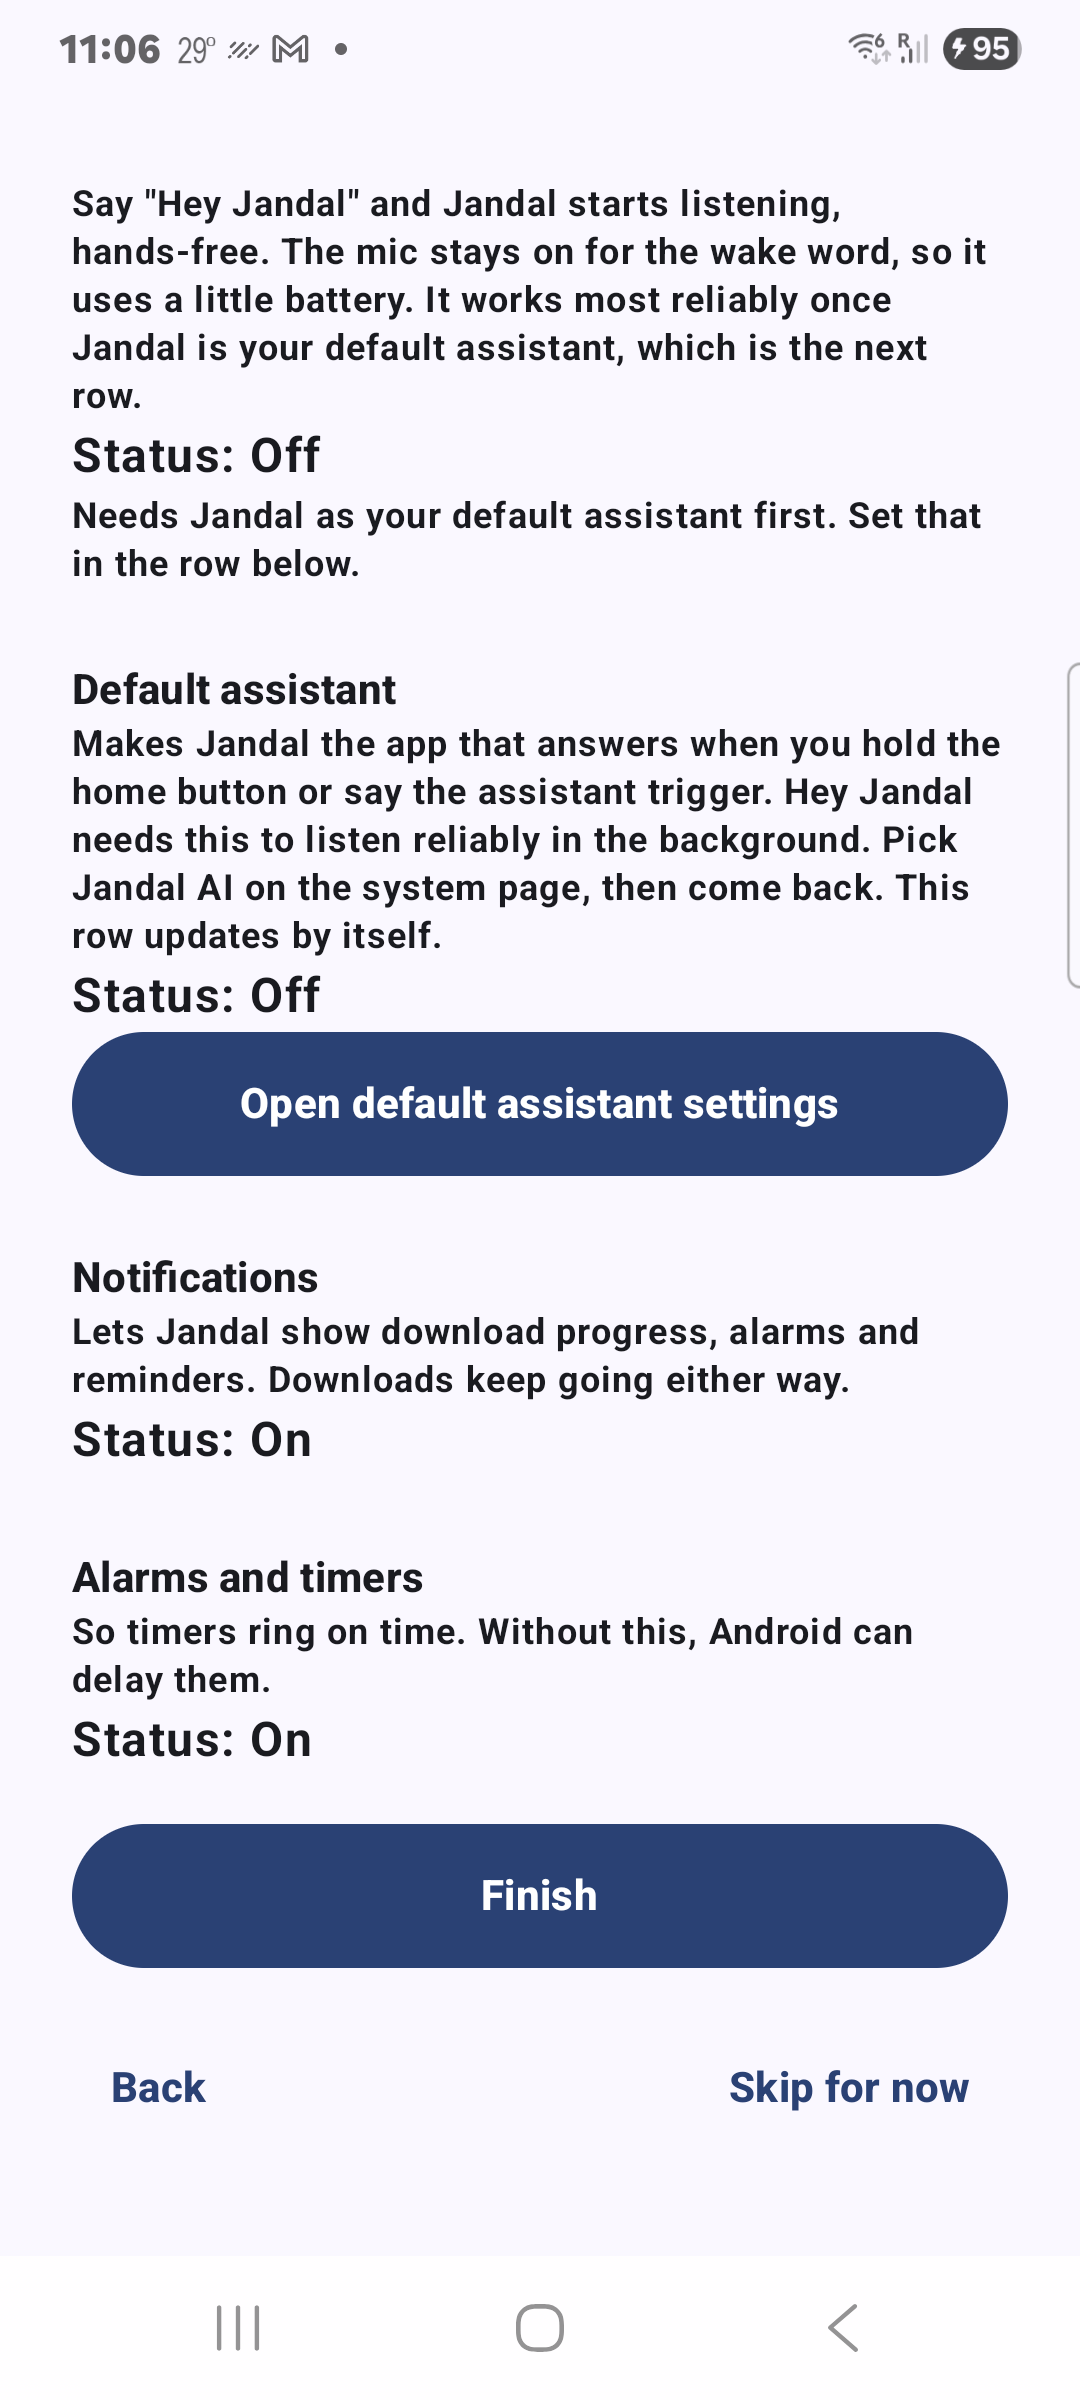 11:06 29° 6 R 95
Say "Hey Jandal" and Jandal starts listening,
hands-free. The mic stays on for the wake word, so it
uses a little battery. It works most reliably once
Jandal is your default assistant, which is the next
row.
Status: Off
Needs Jandal as your default assistant first. Set that
in the row below.
Default assistant
Makes Jandal the app that answers when you hold the
home button or say the assistant trigger. Hey Jandal
needs this to listen reliably in the background. Pick
Jandal AI on the system page, then come back. This
row updates by itself.
Status: Off
Open default assistant settings
Notifications
Lets Jandal show download progress, alarms and
reminders. Downloads keep going either way.
Status: On
Alarms and timers
So timers ring on time. Without this, Android can
delay them.
Status: On
Finish
Back Skip for now